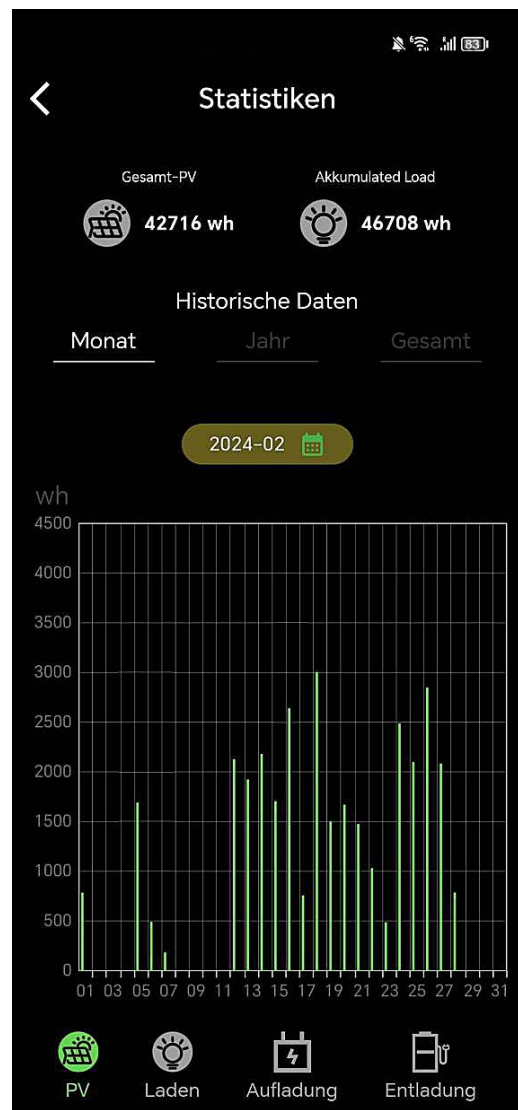 83
Statistiken
Gesamt-PV Akkumulated Load
42716 wh 46708 wh
Historische Daten
Monat Jahr Gesamt
2024-02
wh
4500
4000
3500
3000
2500
2000
1500
1000
500
0
01 03 05 07 09 11 13 15 17 19 21 23 25 27 29 31
PV Laden Aufladung Entladung